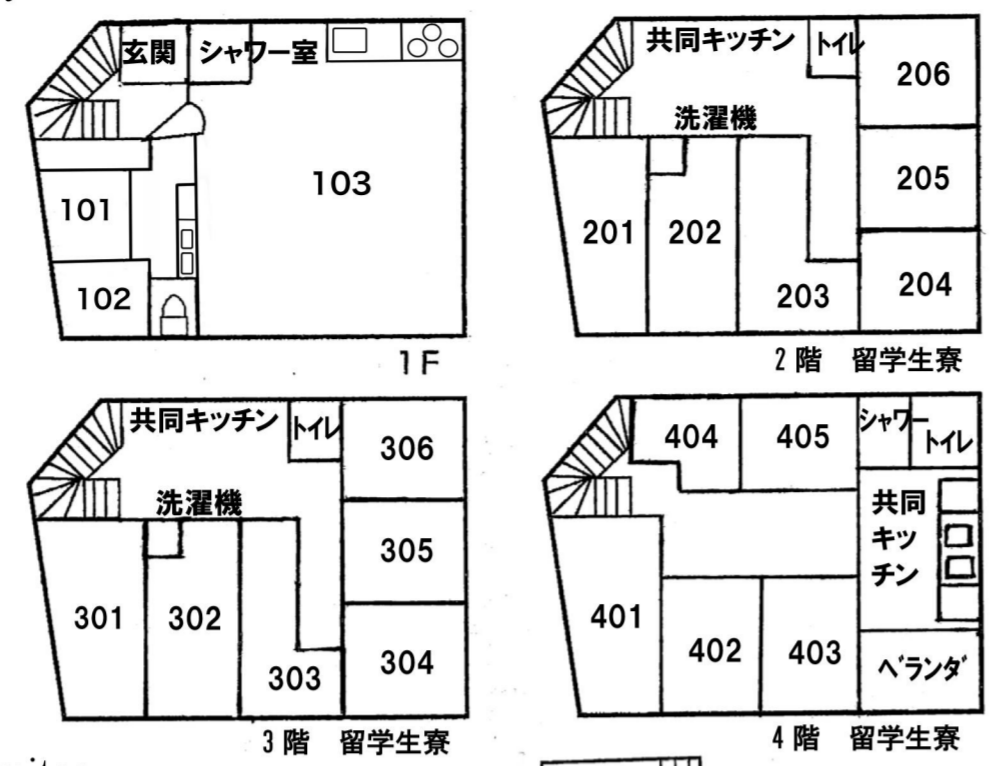 玄関 シャワー室
103
101
102
1F
共同キッチン トイレ
206
洗濯機
205
201 202
204
203
2階 留学生寮
共同キッチン トイレ
306
洗濯機
305
301 302
304
303
3階 留学生寮
404 405 シャワー
トイレ
共同
キッ
チン
401
402 403 ベランダ
4階 留学生寮